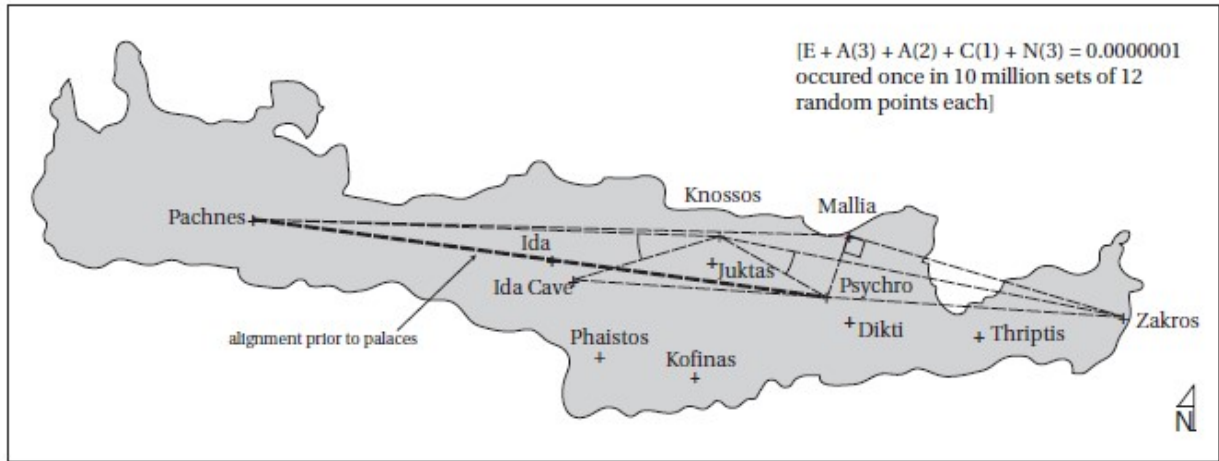 [E + A(3) + A(2) + C(1) + N(3) = 0.0000001
occured once in 10 million sets of 12
random points each]
Knossos
Mallia
Pachnes
Ida
Juktas
Ida Cave
Psychro
Zakros
alignment prior to palaces
Dikti
Thriptis
Phaistos
Kofinas
N